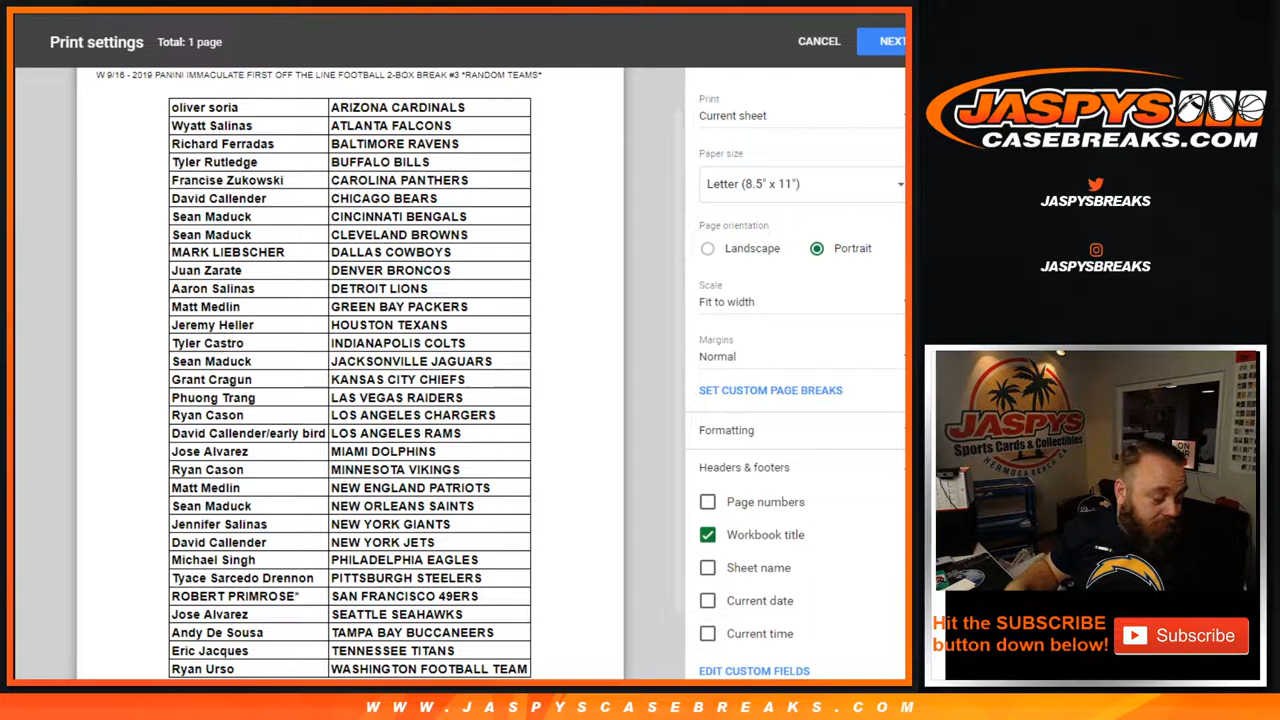 Print settings Total: 1 page CANCEL NEXT
W 9/16 - 2019 PANINI IMMACULATE FIRST OFF THE LINE FOOTBALL 2-BOX BREAK #3 *RANDOM TEAMS*
oliver soria ARIZONA CARDINALS
Wyatt Salinas ATLANTA FALCONS
Richard Ferradas BALTIMORE RAVENS
Tyler Rutledge BUFFALO BILLS
Francise Zukowski CAROLINA PANTHERS
David Callender CHICAGO BEARS
Sean Maduck CINCINNATI BENGALS
Sean Maduck CLEVELAND BROWNS
MARK LIEBSCHER DALLAS COWBOYS
Juan Zarate DENVER BRONCOS
Aaron Salinas DETROIT LIONS
Matt Medlin GREEN BAY PACKERS
Jeremy Heller HOUSTON TEXANS
Tyler Castro INDIANAPOLIS COLTS
Sean Maduck JACKSONVILLE JAGUARS
Grant Cragun KANSAS CITY CHIEFS
Phuong Trang LAS VEGAS RAIDERS
Ryan Cason LOS ANGELES CHARGERS
David Callender/early bird LOS ANGELES RAMS
Jose Alvarez MIAMI DOLPHINS
Ryan Cason MINNESOTA VIKINGS
Matt Medlin NEW ENGLAND PATRIOTS
Sean Maduck NEW ORLEANS SAINTS
Jennifer Salinas NEW YORK GIANTS
David Callender NEW YORK JETS
Michael Singh PHILADELPHIA EAGLES
Tyace Sarcedo Drennon PITTSBURGH STEELERS
ROBERT PRIMROSE* SAN FRANCISCO 49ERS
Jose Alvarez SEATTLE SEAHAWKS
Andy De Sousa TAMPA BAY BUCCANEERS
Eric Jacques TENNESSEE TITANS
Ryan Urso WASHINGTON FOOTBALL TEAM
Print
Current sheet
Paper size
Letter (8.5" x 11")
Page orientation
Landscape Portrait
Scale
Fit to width
Margins
Normal
SET CUSTOM PAGE BREAKS
Formatting
Headers & footers
Page numbers
Workbook title
Sheet name
Current date
Current time
EDIT CUSTOM FIELDS
JASPYS
CASEBREAKS.COM
JASPYSBREAKS
JASPYSBREAKS
JASPYS
Sports Cards & Collectibles
HERMOSA BEACH CA
ON
AIR
Hit the SUBSCRIBE
button down below!
Subscribe
WWW.JASPYSCASEBREAKS.COM